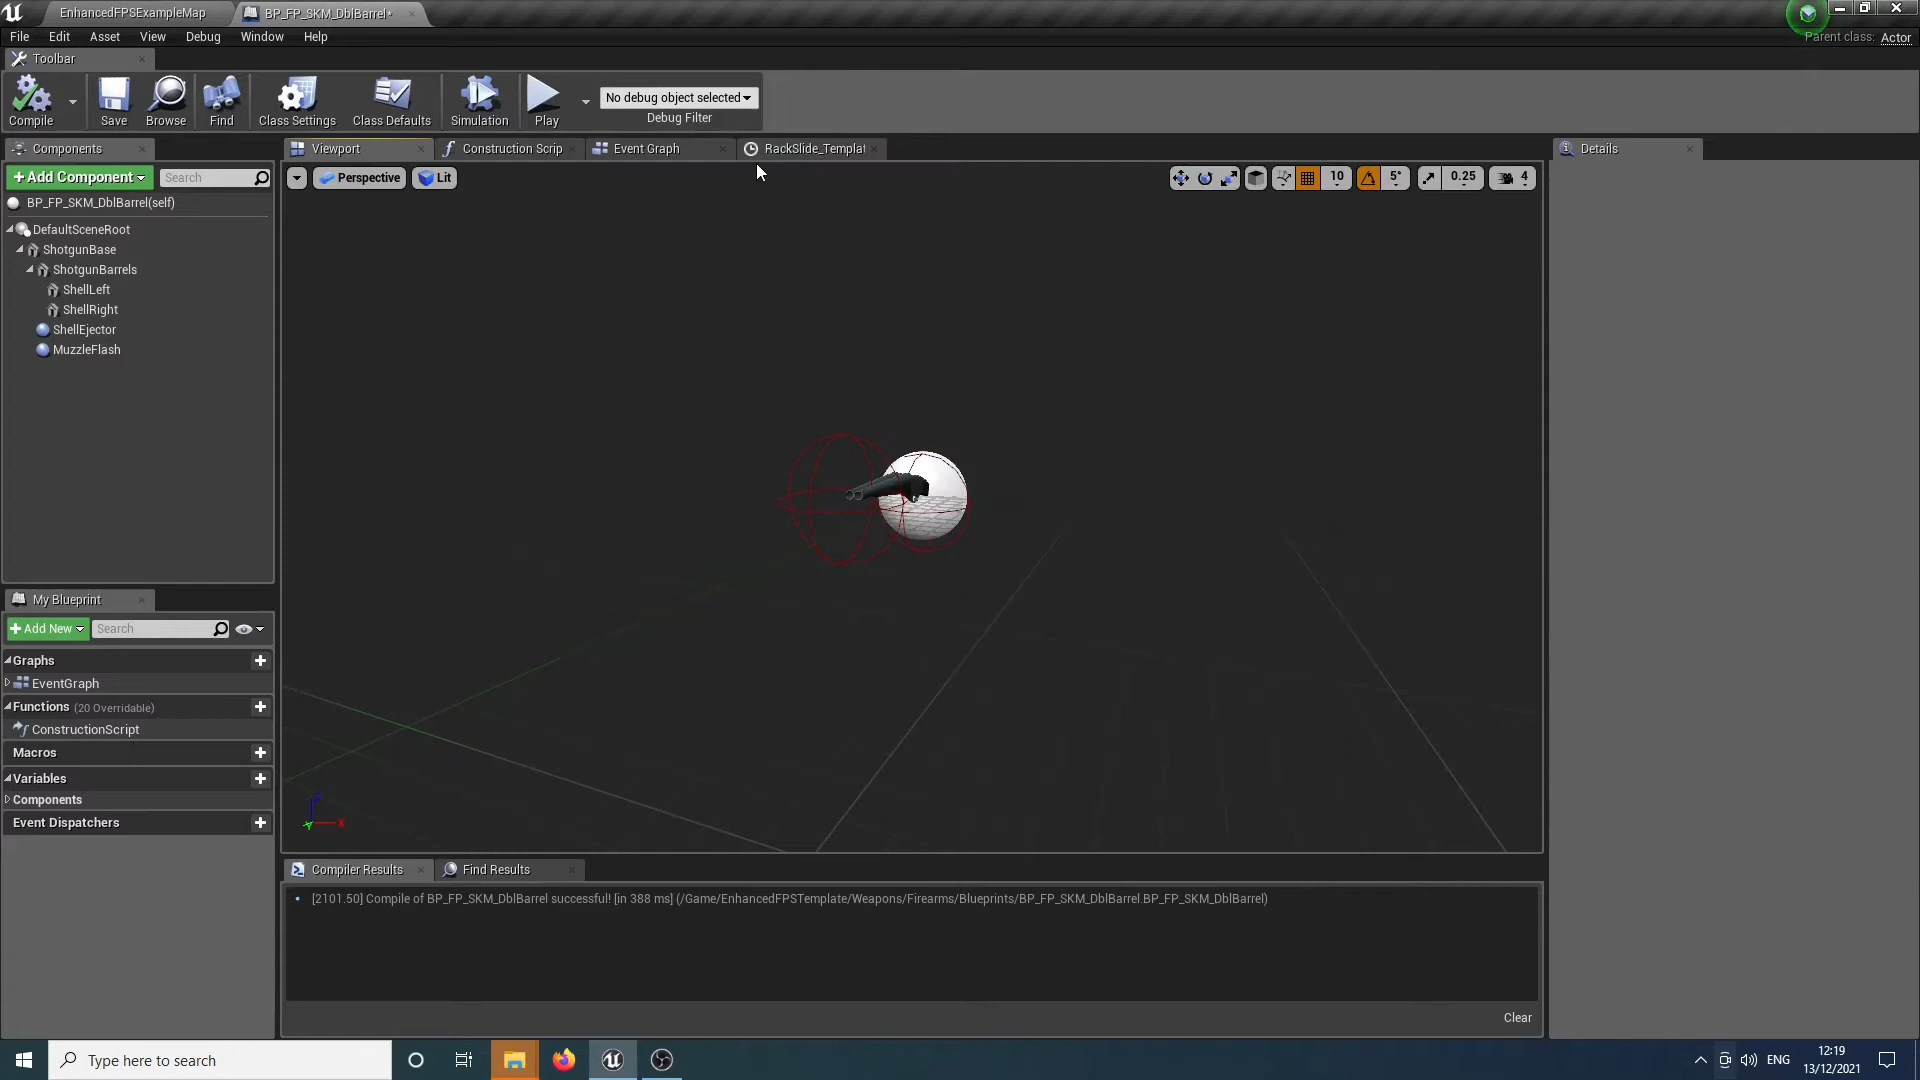 EnhancedFPSExampleMap
BP_FP_SKM_DblBarrel*
File Edit Asset View Debug Window Help
Parent class: Actor
Toolbar
Compile Save Browse Find Class Settings Class Defaults Simulation Play
No debug object selected
Debug Filter
Components
Add Component Search
BP_FP_SKM_DblBarrel(self)
DefaultSceneRoot
ShotgunBase
ShotgunBarrels
ShellLeft
ShellRight
ShellEjector
MuzzleFlash
Viewport Construction Scrip Event Graph RackSlide_Templat
Perspective Lit
10 5° 0.25 4
Details
My Blueprint
Add New Search
Graphs
EventGraph
Functions (20 Overridable)
ConstructionScript
Macros
Variables
Components
Event Dispatchers
X
Compiler Results Find Results
[2101.50] Compile of BP_FP_SKM_DblBarrel successful! [in 388 ms] (/Game/EnhancedFPSTemplate/Weapons/Firearms/Blueprints/BP_FP_SKM_DblBarrel.BP_FP_SKM_DblBarrel)
Clear
Type here to search
ENG
12:19
13/12/2021